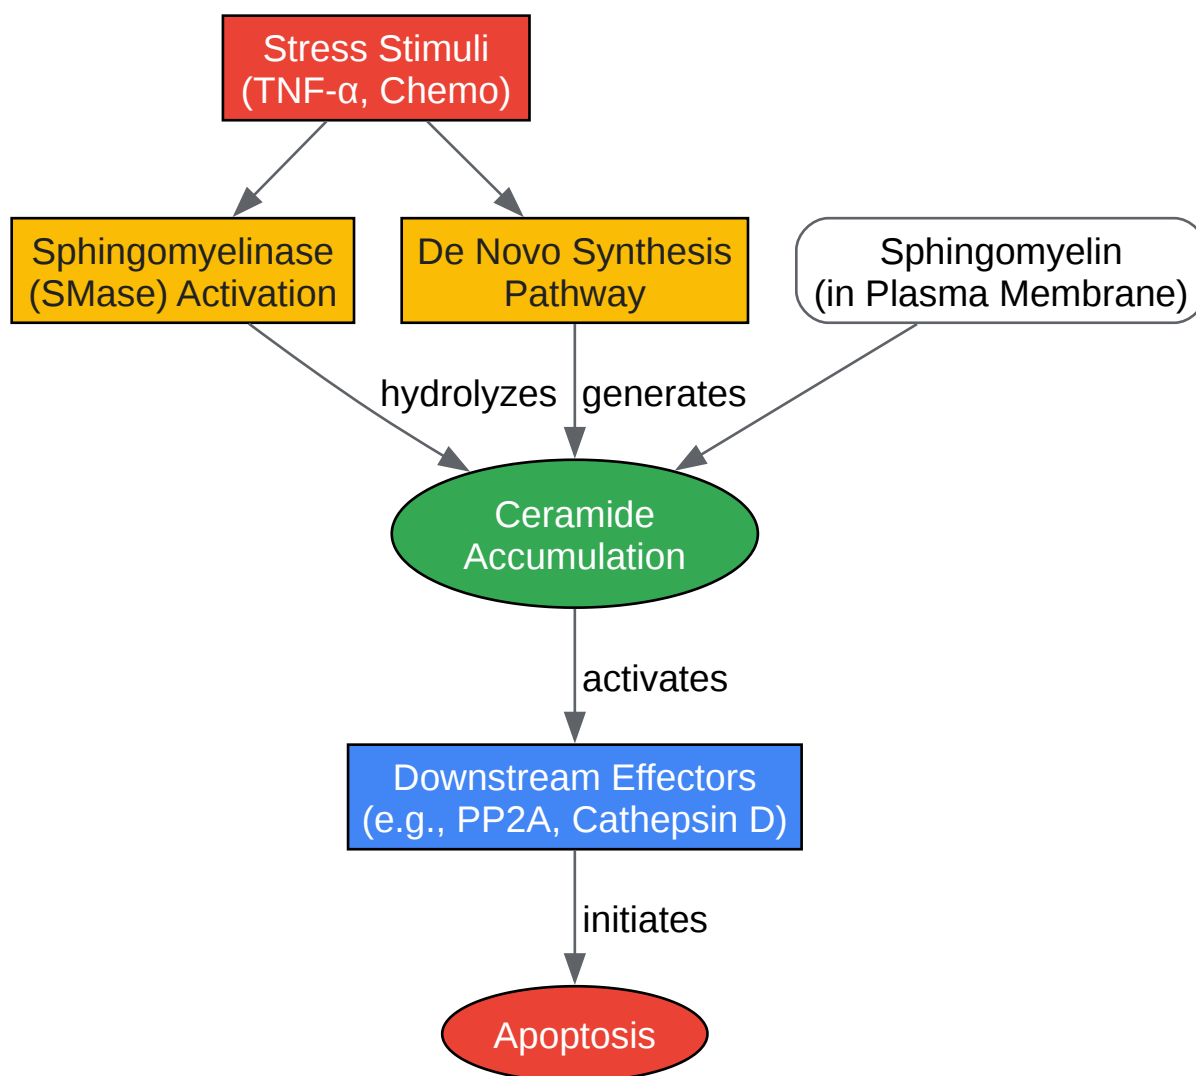 Stress Stimuli
(TNF-α, Chemo)
Sphingomyelinase
(SMase) Activation
De Novo Synthesis
Pathway
Sphingomyelin
(in Plasma Membrane)
hydrolyzes
generates
Ceramide
Accumulation
activates
Downstream Effectors
(e.g., PP2A, Cathepsin D)
initiates
Apoptosis